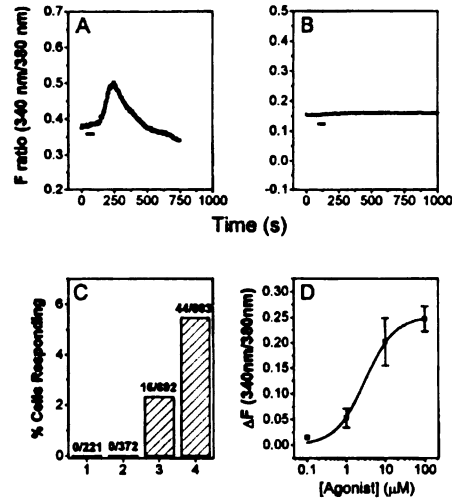 A
B
F ratio (340 nm/380 nm)
0.7
0.6
0.5
0.4
0.3
0.2
0 250 500 750
0.5
0.4
0.3
0.2
0.1
0.0
-0.1
0 250 500 750 1000
Time (s)
C
% Cells Responding
6
4
2
0
0/221
0/372
16/692
44/803
1 2 3 4
D
ΔF (340nm/380nm)
0.30
0.25
0.20
0.15
0.10
0.05
0.00
0.1 1 10 100
[Agonist] (μM)